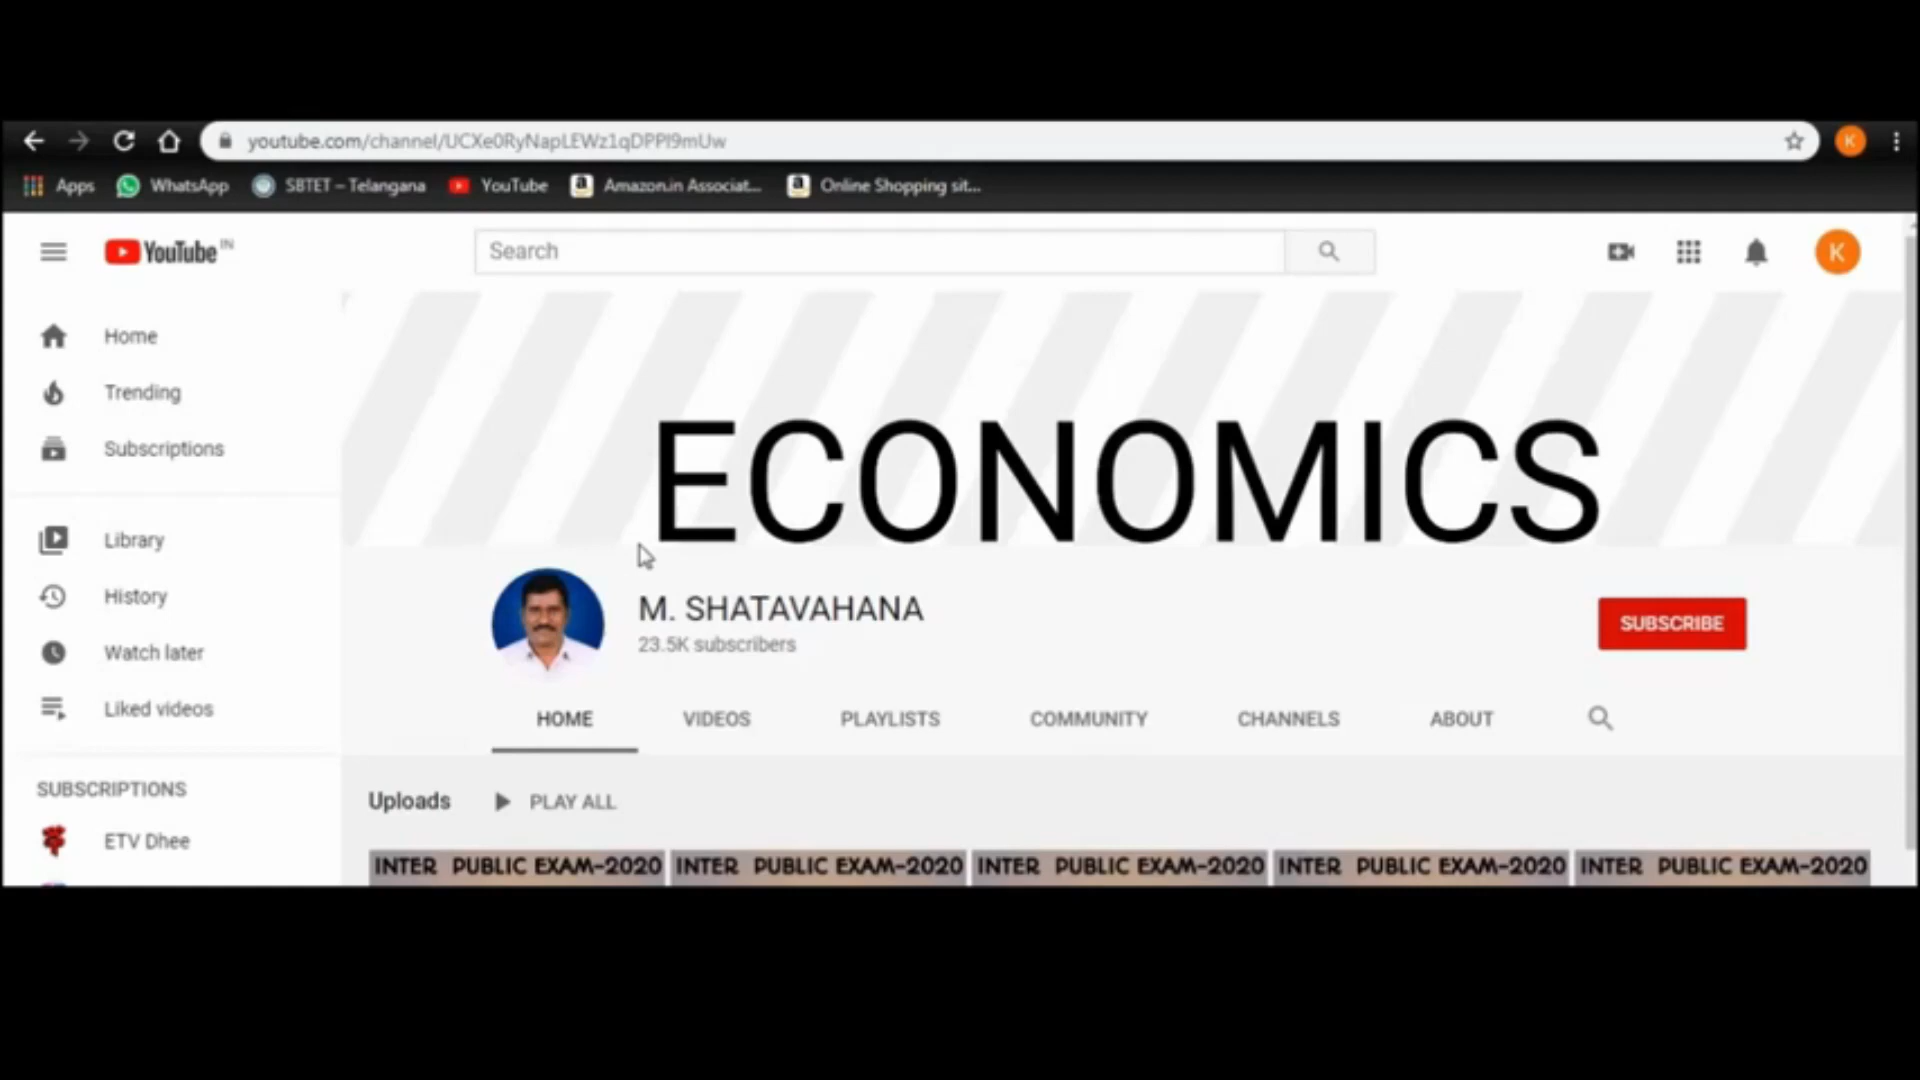 youtube.com/channel/UCXe0RyNapLEWz1qDPPI9mUw
K
Apps WhatsApp SBTET – Telangana YouTube Amazon.in Associat... Online Shopping sit...
YouTube IN
Search
K
Home
Trending
Subscriptions
Library
History
Watch later
Liked videos
SUBSCRIPTIONS
ETV Dhee
ECONOMICS
M. SHATAVAHANA
23.5K subscribers
SUBSCRIBE
HOME VIDEOS PLAYLISTS COMMUNITY CHANNELS ABOUT
Uploads PLAY ALL
INTER PUBLIC EXAM-2020 INTER PUBLIC EXAM-2020 INTER PUBLIC EXAM-2020 INTER PUBLIC EXAM-2020 INTER PUBLIC EXAM-2020